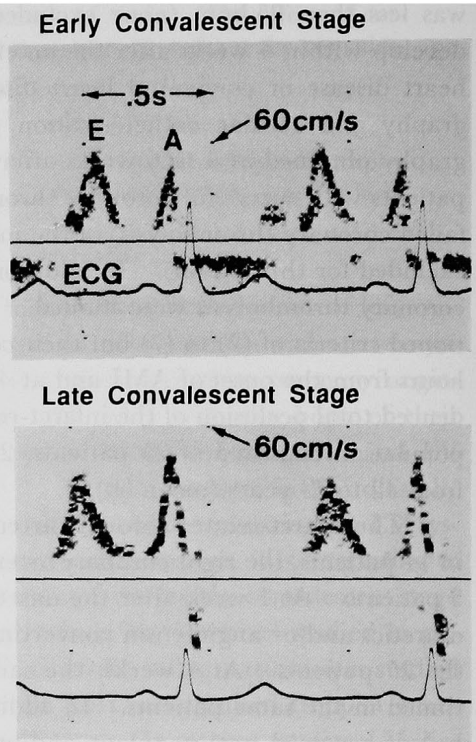 Early Convalescent Stage
.5s
E
A
60cm/s
ECG
Late Convalescent Stage
60cm/s